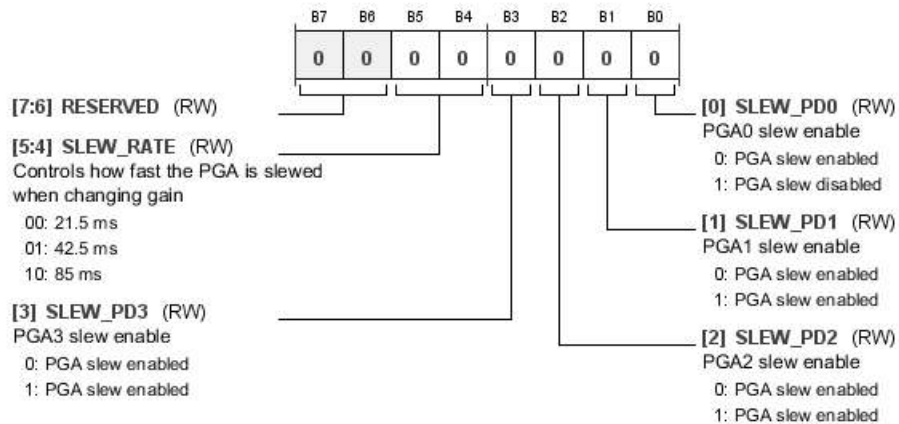 B7 B6 B5 B4 B3 B2 B1 B0
0 0 0 0 0 0 0 0
[7:6] RESERVED (RW)
[5:4] SLEW_RATE (RW)
Controls how fast the PGA is slewed
when changing gain
00: 21.5 ms
01: 42.5 ms
10: 85 ms
[3] SLEW_PD3 (RW)
PGA3 slew enable
0: PGA slew enabled
1: PGA slew enabled
[0] SLEW_PD0 (RW)
PGA0 slew enable
0: PGA slew enabled
1: PGA slew disabled
[1] SLEW_PD1 (RW)
PGA1 slew enable
0: PGA slew enabled
1: PGA slew enabled
[2] SLEW_PD2 (RW)
PGA2 slew enable
0: PGA slew enabled
1: PGA slew enabled